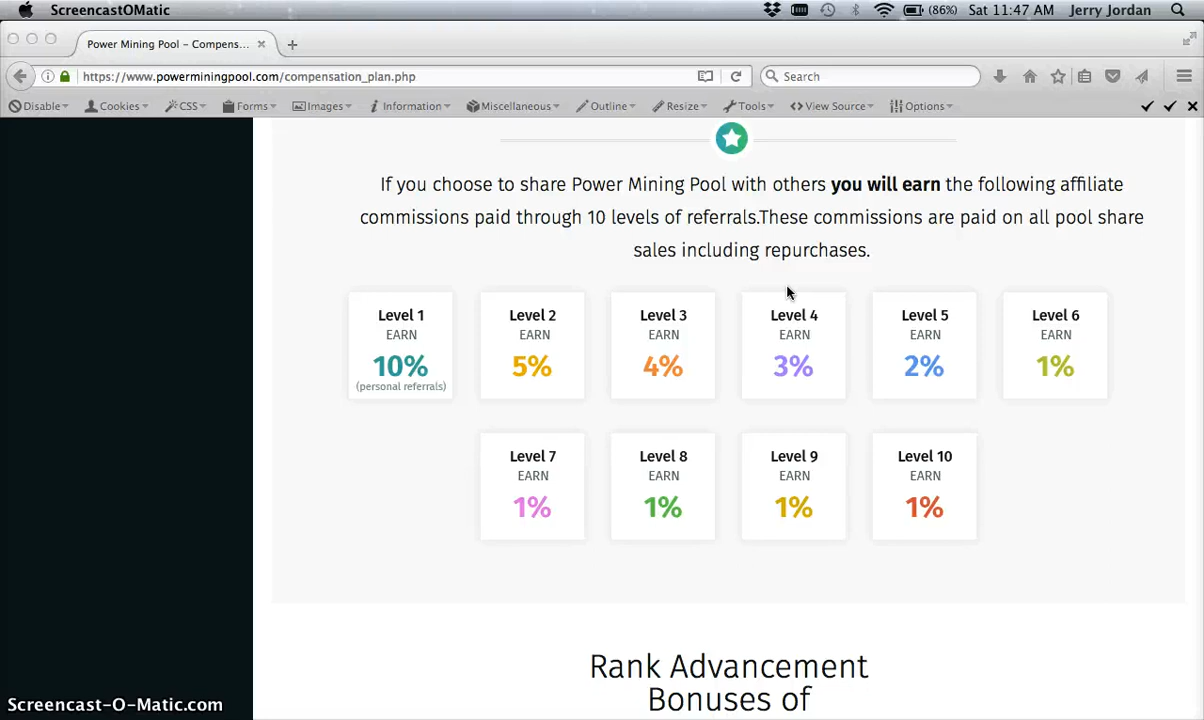 ScreencastOMatic (86%) Sat 11:47 AM Jerry Jordan
Power Mining Pool – Compens...
https://www.powerminingpool.com/compensation_plan.php Search
Disable Cookies CSS Forms Images Information Miscellaneous Outline Resize Tools View Source Options
If you choose to share Power Mining Pool with others you will earn the following affiliate
commissions paid through 10 levels of referrals.These commissions are paid on all pool share
sales including repurchases.
Level 1 Level 2 Level 3 Level 4 Level 5 Level 6
EARN EARN EARN EARN EARN EARN
10% 5% 4% 3% 2% 1%
(personal referrals)
Level 7 Level 8 Level 9 Level 10
EARN EARN EARN EARN
1% 1% 1% 1%
Rank Advancement
Bonuses of
Screencast-O-Matic.com